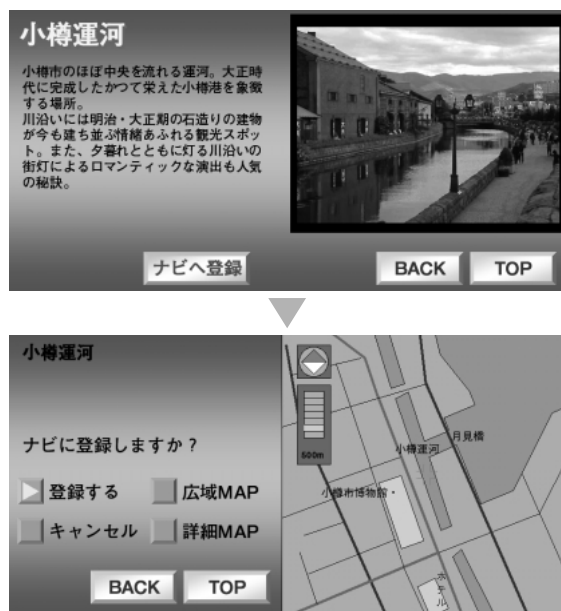 小樽運河
小樽市のほぼ中央を流れる運河。大正時
代に完成したかつて栄えた小樽港を象徴
する場所。
川沿いには明治・大正期の石造りの建物
が今も建ち並ぶ情緒あふれる観光スポッ
ト。また、夕暮れとともに灯る川沿いの
街灯によるロマンティックな演出も人気
の秘訣。
ナビへ登録
BACK
TOP
小樽運河
ナビに登録しますか？
登録する
広域MAP
キャンセル
詳細MAP
BACK
TOP
500m
月見橋
小樽運河
小樽市博物館・
ホテル